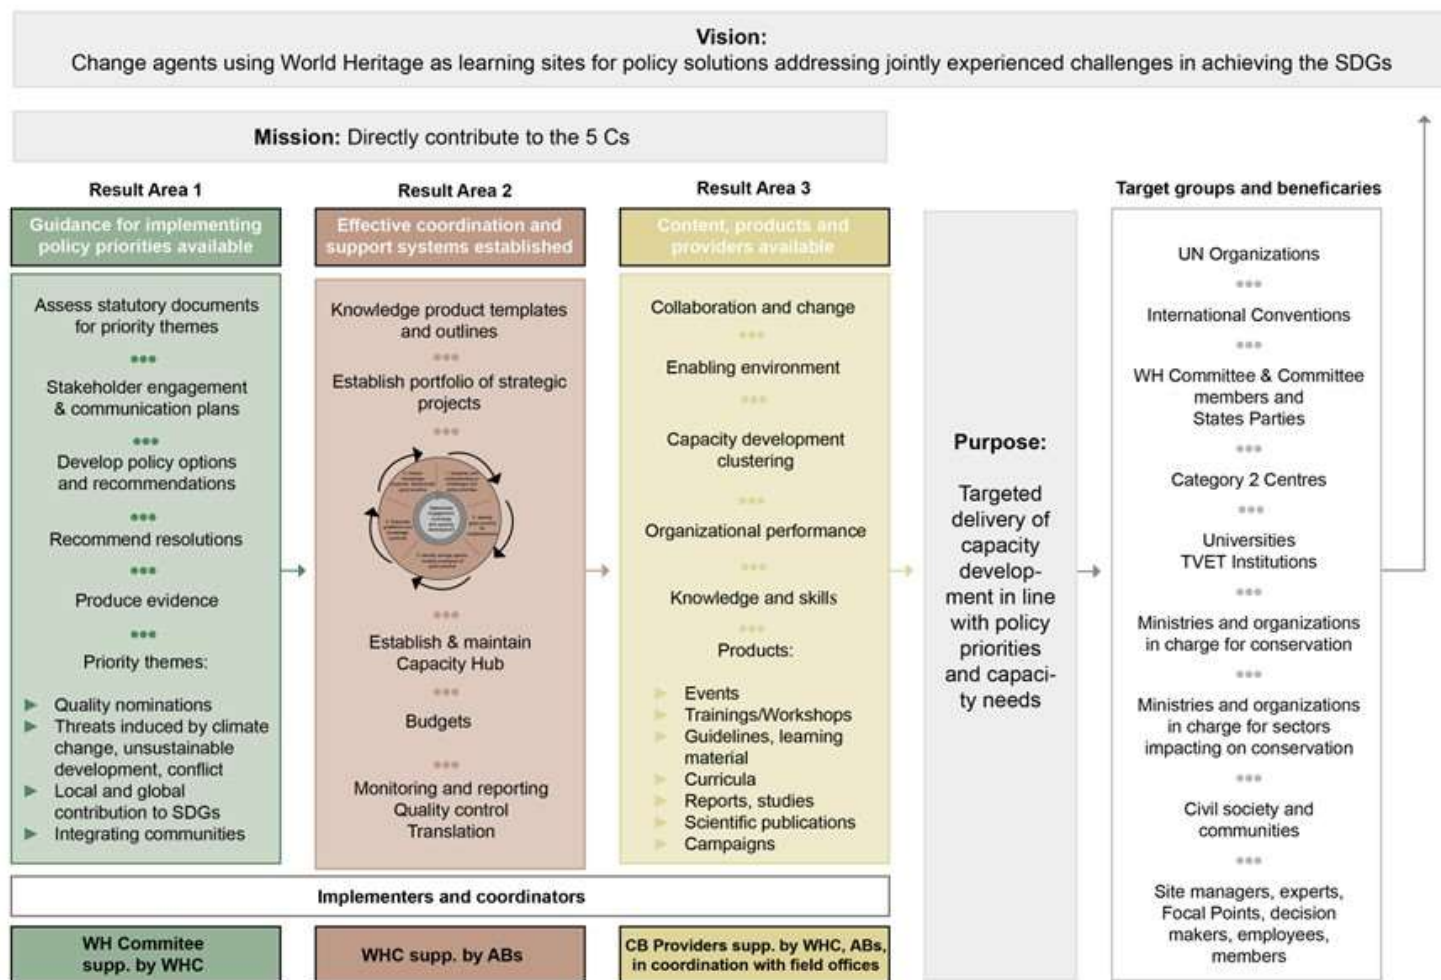 Vision:
Change agents using World Heritage as learning sites for policy solutions addressing jointly experienced challenges in achieving the SDGs
Mission: Directly contribute to the 5 Cs
Result Area 1
Guidance for implementing
policy priorities available
Assess statutory documents
for priority themes
Stakeholder engagement
& communication plans
Develop policy options
and recommendations
Recommend resolutions
Produce evidence
Priority themes:
Quality nominations
Threats induced by climate
change, unsustainable
development, conflict
Local and global
contribution to SDGs
Integrating communities
Result Area 2
Effective coordination and
support systems established
Knowledge product templates
and outlines
Establish portfolio of strategic
projects
Establish & maintain
Capacity Hub
Budgets
Monitoring and reporting
Quality control
Translation
Result Area 3
Content, products and
providers available
Collaboration and change
Enabling environment
Capacity development
clustering
Organizational performance
Knowledge and skills
Products:
Events
Trainings/Workshops
Guidelines, learning
material
Curricula
Reports, studies
Scientific publications
Campaigns
Implementers and coordinators
WH Commitee
supp. by WHC
WHC supp. by ABs
CB Providers supp. by WHC, ABs,
in coordination with field offices
Purpose:
Targeted
delivery of
capacity
develop-
ment in line
with policy
priorities
and capaci-
ty needs
Target groups and beneficaries
UN Organizations
International Conventions
WH Committee & Committee
members and
States Parties
Category 2 Centres
Universities
TVET Institutions
Ministries and organizations
in charge for conservation
Ministries and organizations
in charge for sectors
impacting on conservation
Civil society and
communities
Site managers, experts,
Focal Points, decision
makers, employees,
members